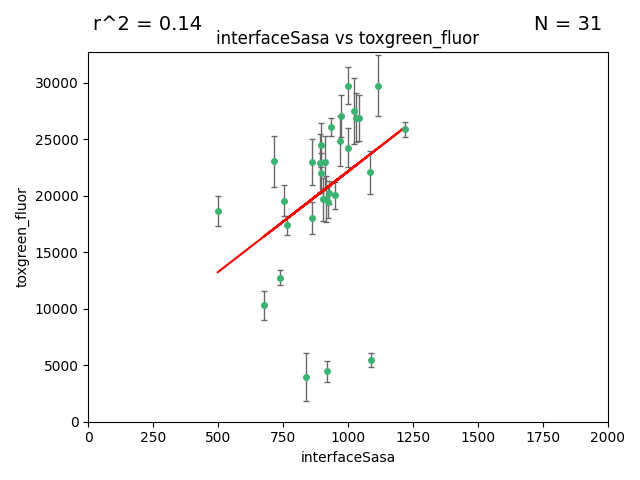 r^2 = 0.14
N = 31
interfaceSasa vs toxgreen_fluor
30000
25000
20000
15000
10000
5000
0
toxgreen_fluor
0 250 500 750 1000 1250 1500 1750 2000
interfaceSasa